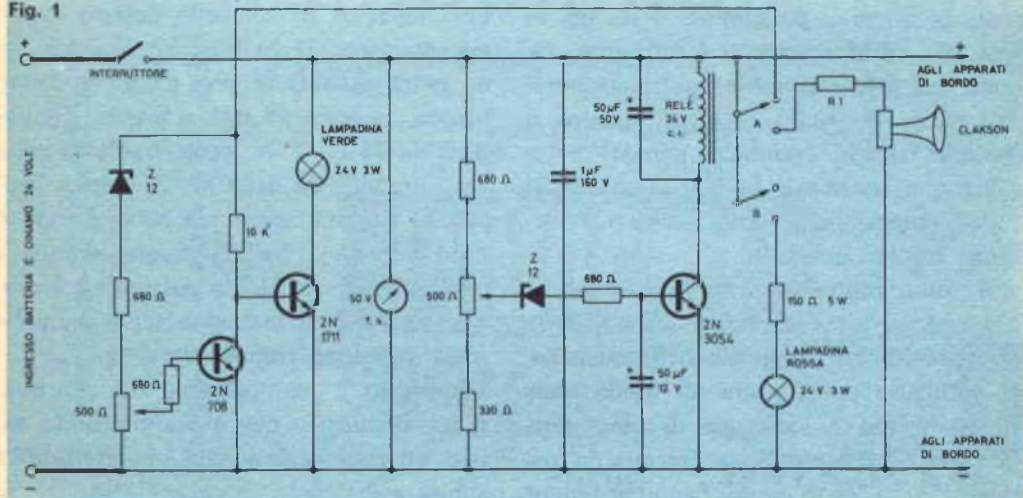 Fig. 1
+
INTERRUTTORE
INGRESSO BATTERIA E DINAMO 24 VOLT
Z
12
680 Ω
500 Ω
680 Ω
2N
708
10 K
LAMPADINA
VERDE
24 V 3 W
2N
1711
50 V
f. s.
680 Ω
500 Ω
330 Ω
Z
12
1 µF
160 V
680 Ω
50 µF
50 V
+
RELÈ
24 V
c.c.
2N
3054
+
50 µF
12 V
A
B
R1
CLAKSON
150 Ω 5 W
LAMPADINA
ROSSA
24 V 3 W
+
AGLI APPARATI
DI BORDO
AGLI APPARATI
DI BORDO
−
−